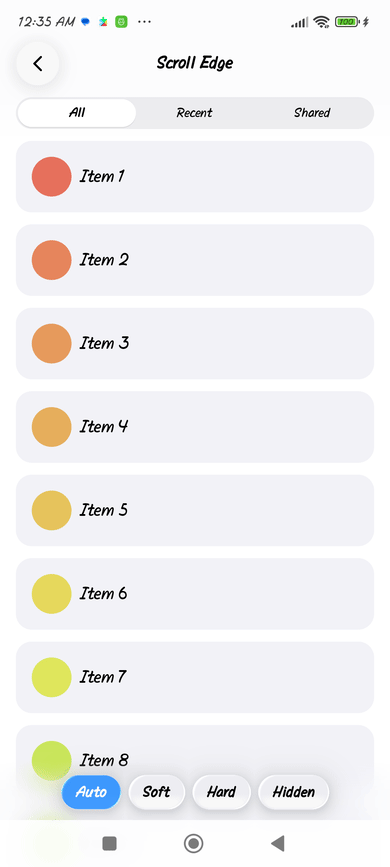 12:35 AM 100
Scroll Edge
All Recent Shared
Item 1
Item 2
Item 3
Item 4
Item 5
Item 6
Item 7
Item 8
Auto Soft Hard Hidden